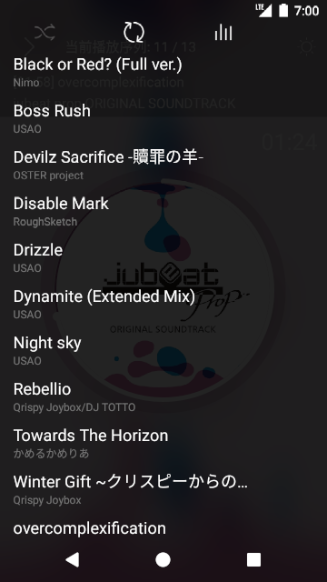 LTE 7:00
当前播放序列: 11 / 13
Black or Red? (Full ver.)
overcomplexification
Nimo
ORIGINAL SOUNDTRACK
Boss Rush
USAO
01:24
Devilz Sacrifice -贖罪の羊-
OSTER project
Disable Mark
RoughSketch
Drizzle
USAO
jubeat
Dynamite (Extended Mix)
Prop.
USAO
ORIGINAL SOUNDTRACK
Night sky
USAO
Rebellio
Qrispy Joybox/DJ TOTTO
Towards The Horizon
かめるかめりあ
Winter Gift ~クリスピーからの…
Qrispy Joybox
overcomplexification